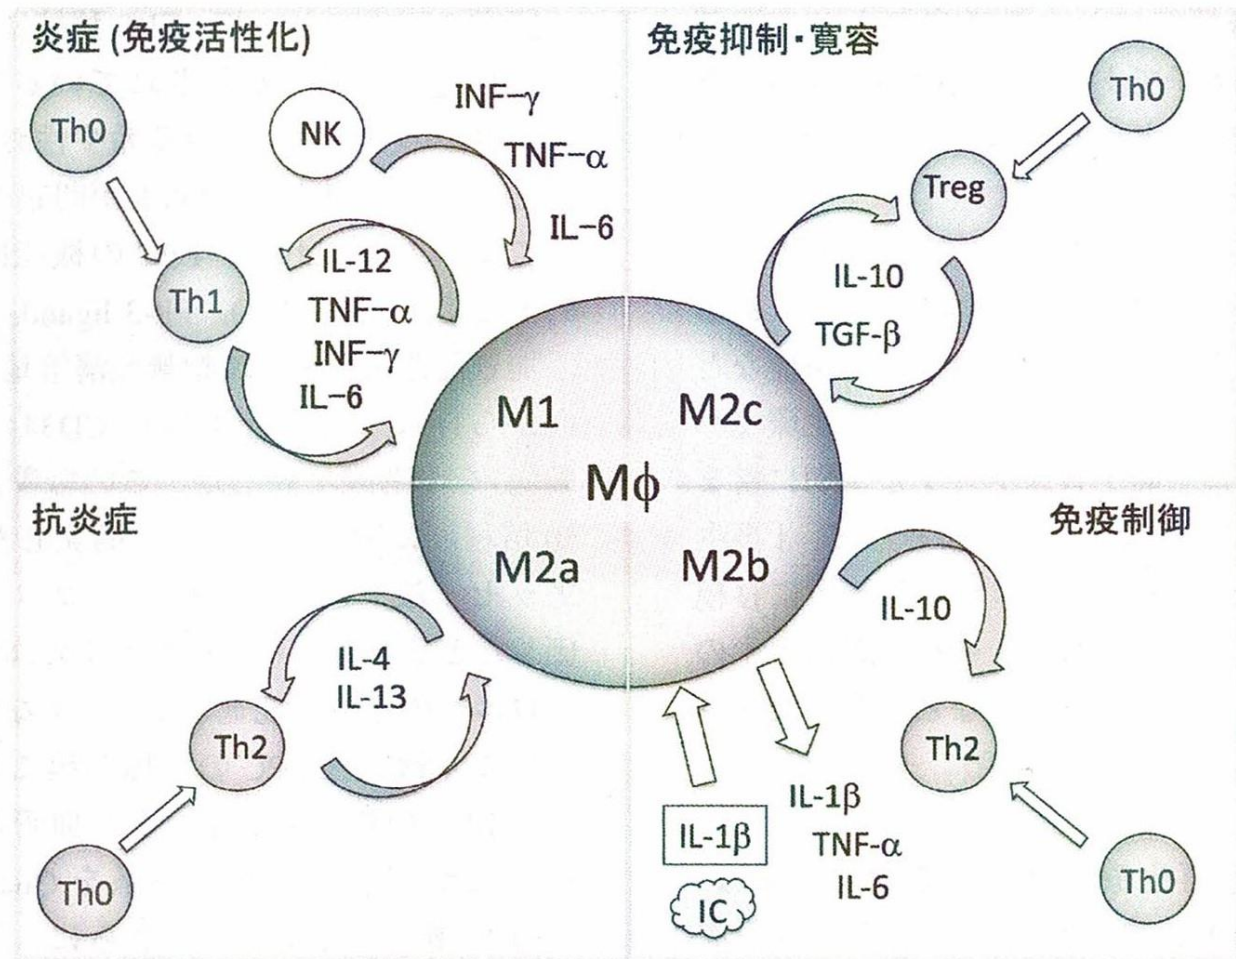 炎症 (免疫活性化)
Th0
NK
INF-γ
TNF-α
IL-6
Th1
IL-12
TNF-α
INF-γ
IL-6
免疫抑制・寛容
Th0
Treg
IL-10
TGF-β
M1
M2c
Mϕ
M2a
M2b
抗炎症
IL-4
IL-13
Th2
Th0
免疫制御
IL-10
Th2
IL-1β
IL-1β
TNF-α
IL-6
IC
Th0